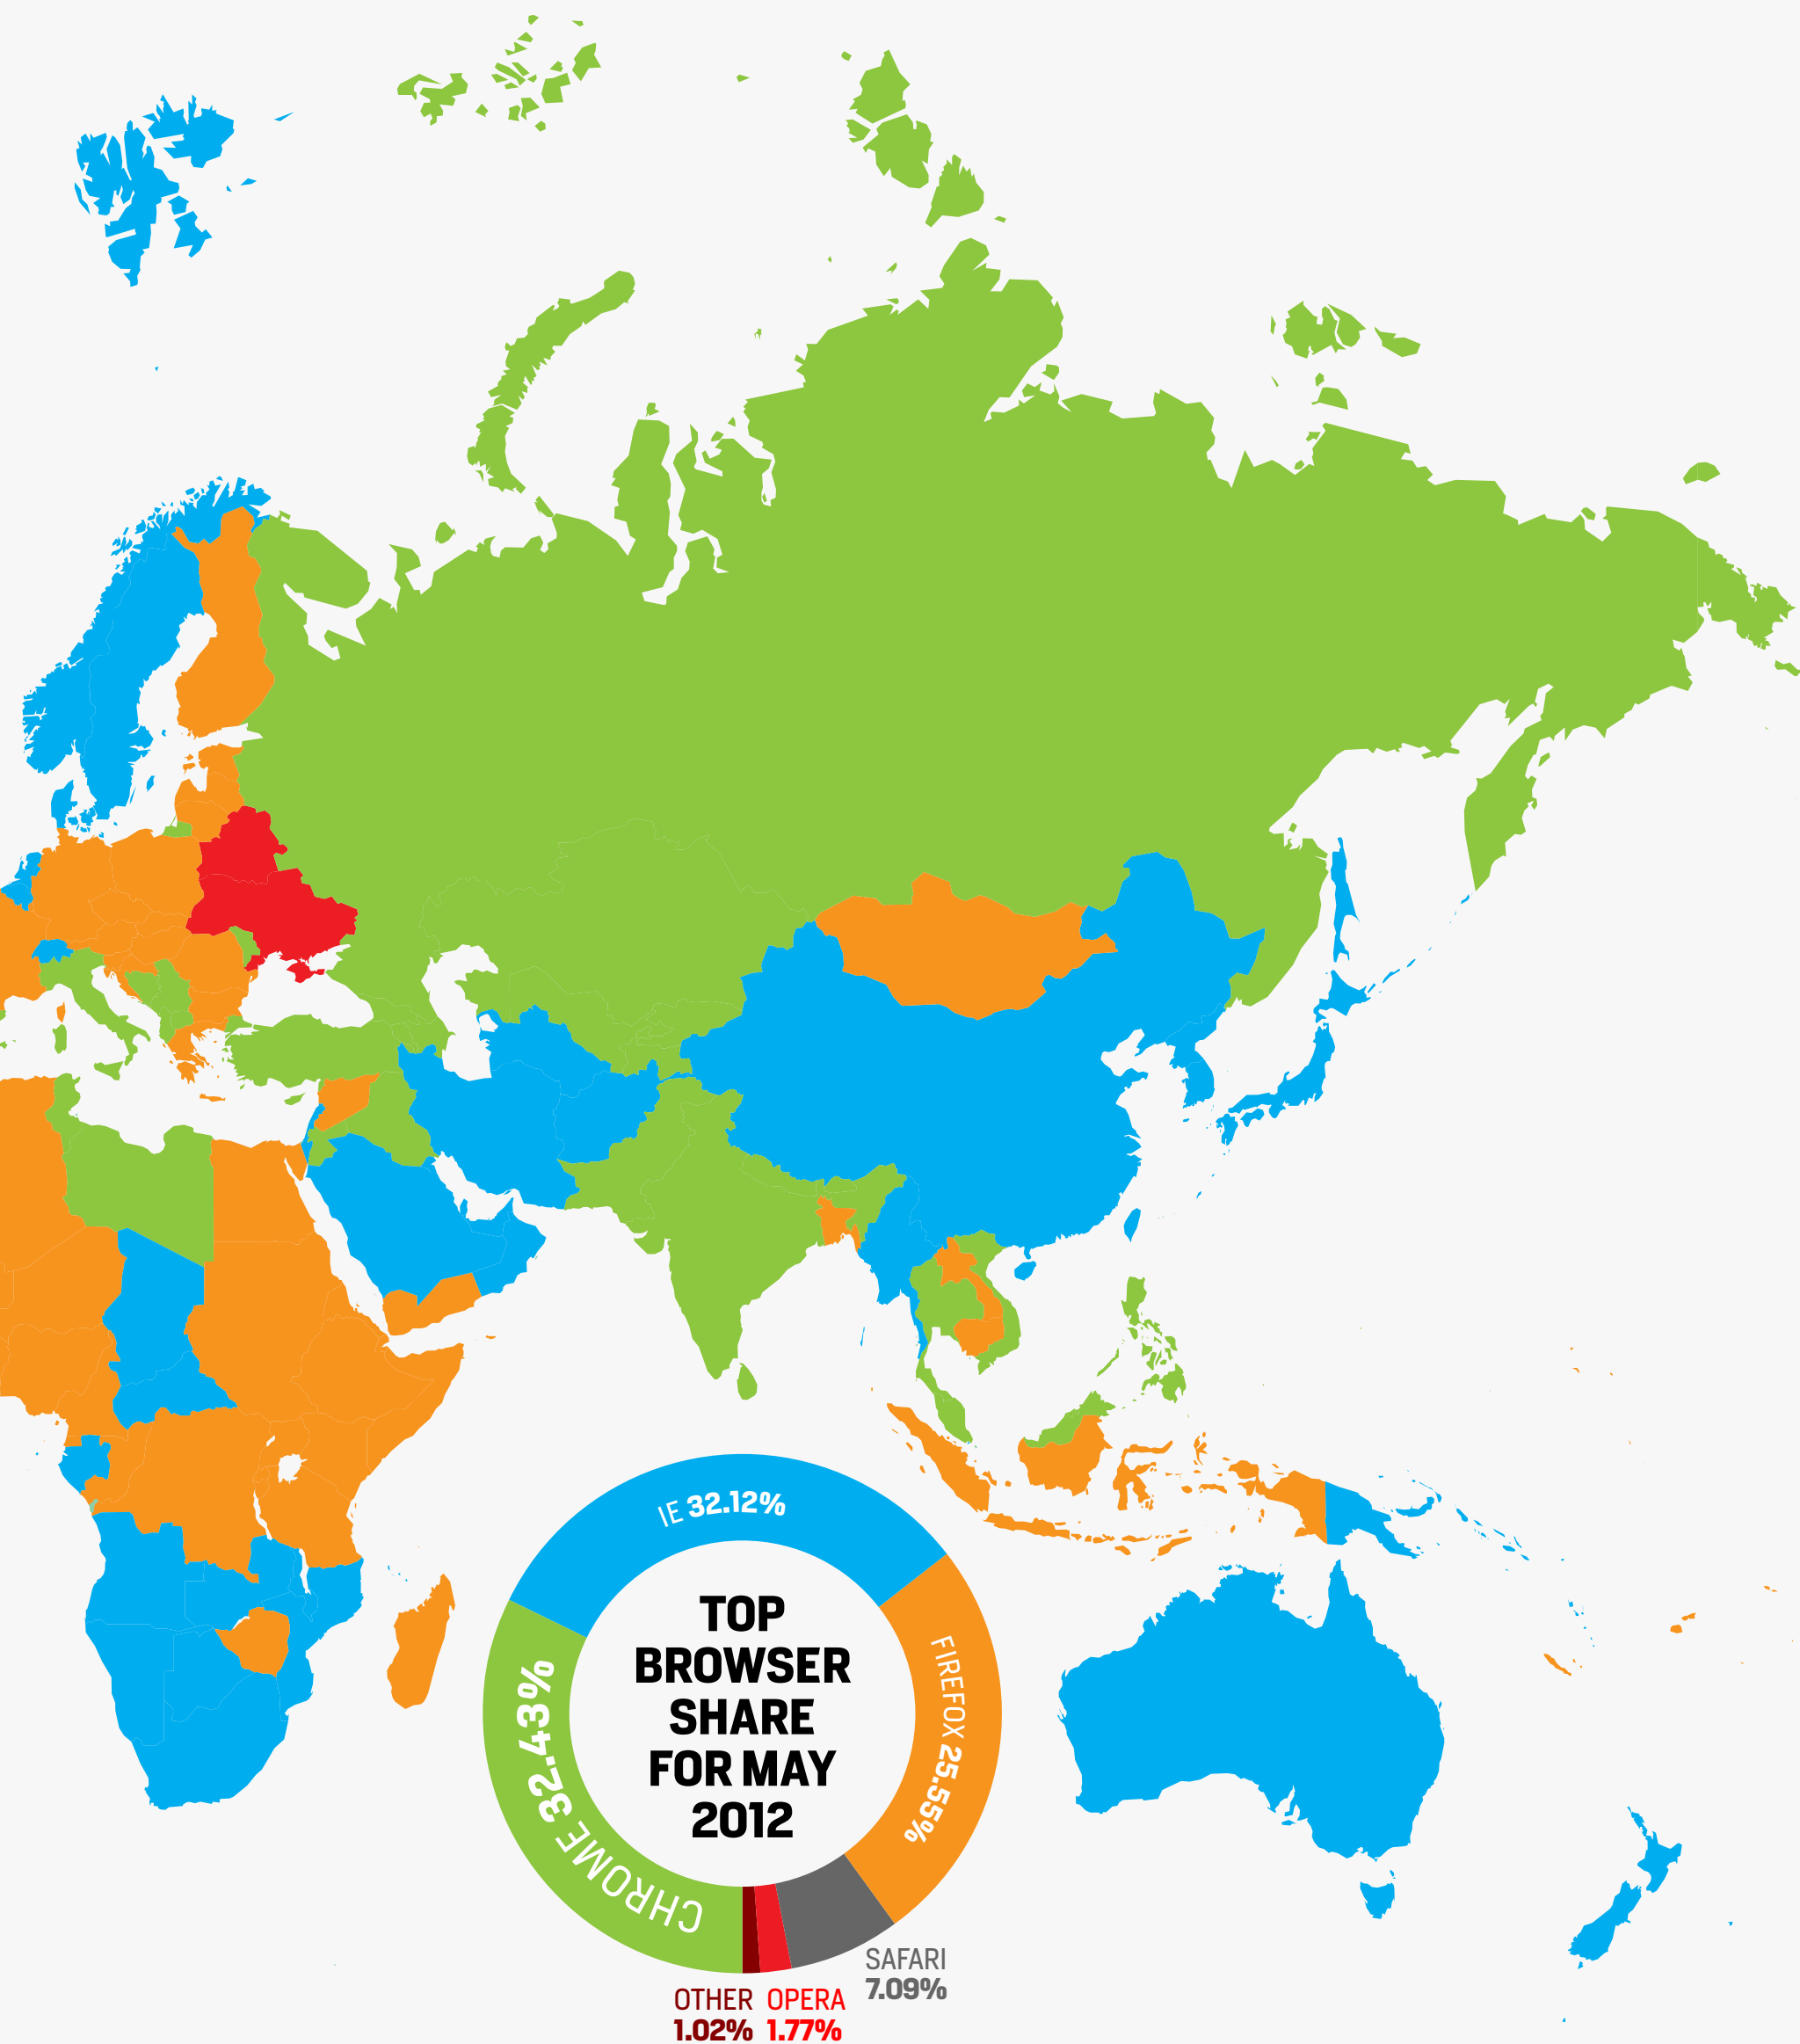 IE 32.12%
FIREFOX 25.55%
CHROME 32.43%
TOP
BROWSER
SHARE
FOR MAY
2012
SAFARI
7.09%
OTHER OPERA
1.02% 1.77%